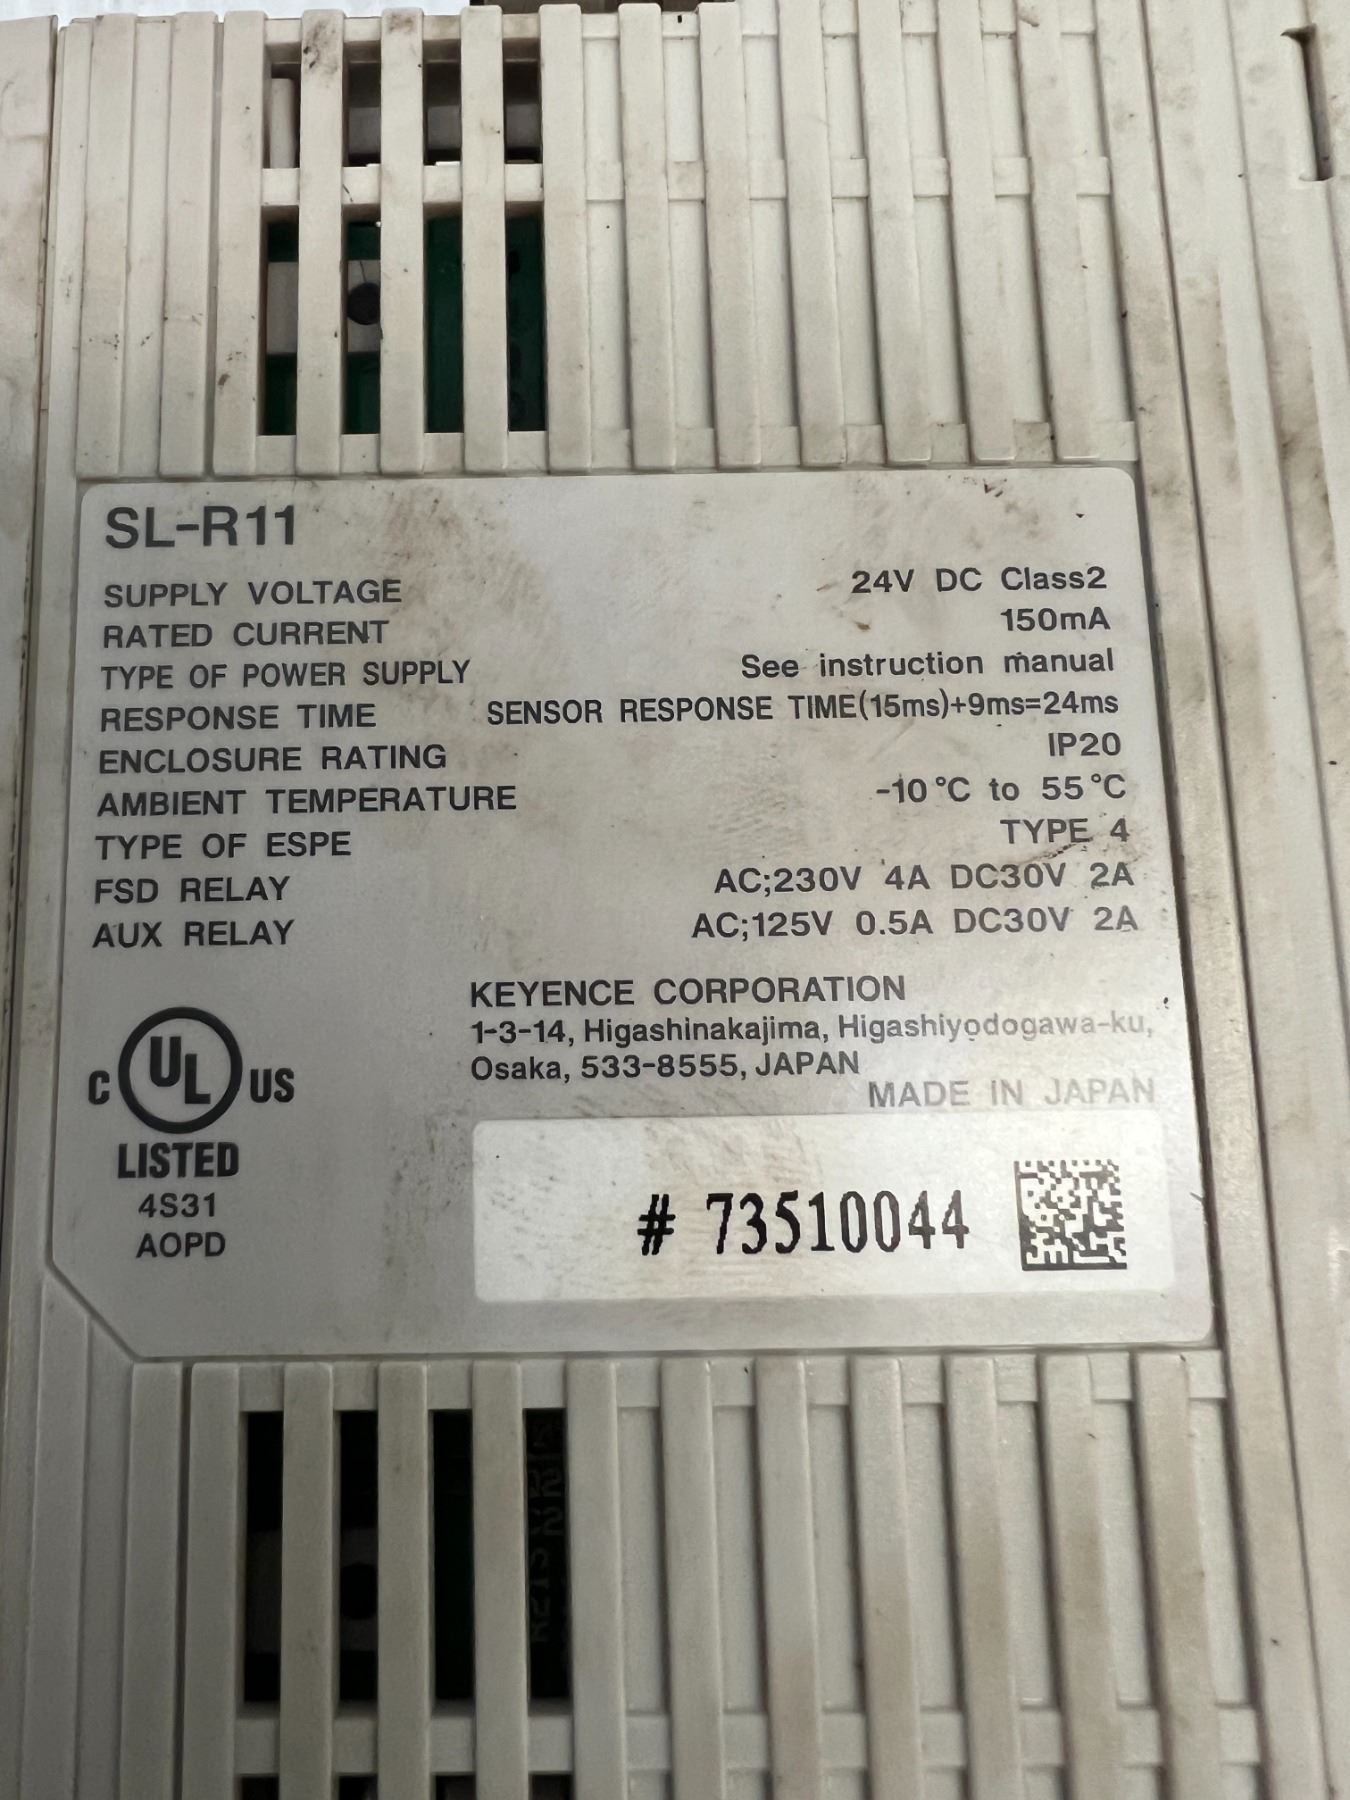 SL-R11
SUPPLY VOLTAGE 24V DC Class2
RATED CURRENT 150mA
TYPE OF POWER SUPPLY See instruction manual
RESPONSE TIME SENSOR RESPONSE TIME(15ms)+9ms=24ms
ENCLOSURE RATING IP20
AMBIENT TEMPERATURE -10°C to 55°C
TYPE OF ESPE TYPE 4
FSD RELAY AC;230V 4A DC30V 2A
AUX RELAY AC;125V 0.5A DC30V 2A
KEYENCE CORPORATION
1-3-14, Higashinakajima, Higashiyodogawa-ku,
Osaka, 533-8555, JAPAN
MADE IN JAPAN
C UL US
LISTED
4S31
AOPD
# 73510044